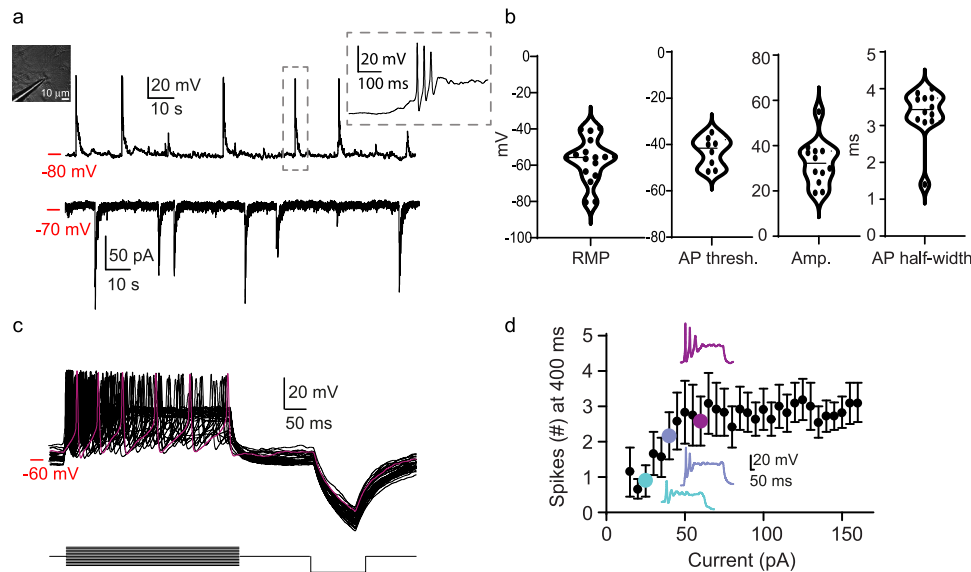 a
10 µm
20 mV
10 s
20 mV
100 ms
-80 mV
-70 mV
50 pA
10 s
b
mV
0
-20
-40
-60
-80
-100
RMP
0
-20
-40
-60
-80
AP thresh.
80
60
40
20
0
Amp.
ms
5
4
3
2
1
0
AP half-width
c
20 mV
50 ms
-60 mV
d
Spikes (#) at 400 ms
5
4
3
2
1
0
20 mV
50 ms
0
50
100
150
Current (pA)